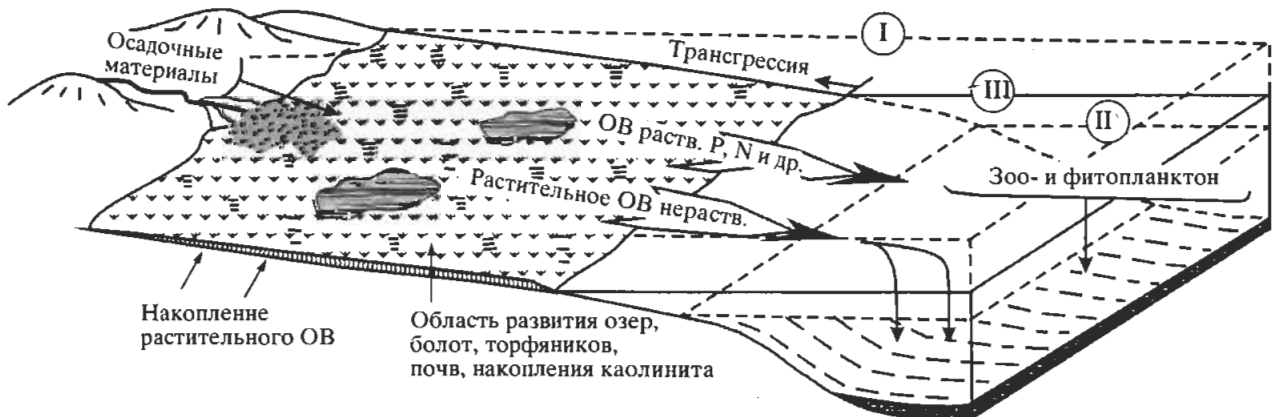 I
Осадочные
материалы
Трансгрессия
III
II
ОВ раств. P, N и др.
Зоо- и фитопланктон
Растительное ОВ нераств.
Накопление
растительного ОВ
Область развития озер,
болот, торфяников,
почв, накопления каолинита